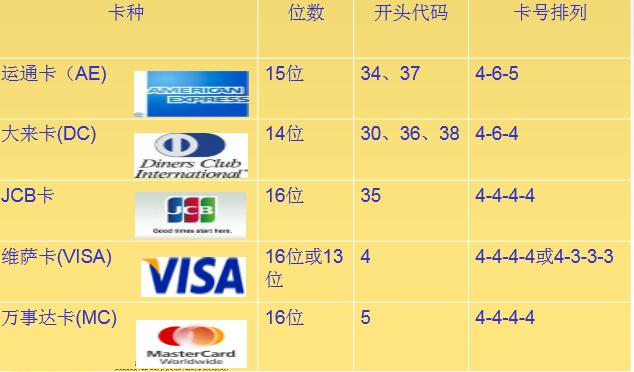 卡种 位数 开头代码 卡号排列
运通卡（AE) 15位 34、37 4-6-5
AMERICAN
EXPRESS
®
大来卡(DC) 14位 30、36、38 4-6-4
Diners Club
International
JCB卡 16位 35 4-4-4-4
JCB
Good times start here.
维萨卡(VISA) 16位或13
位 4 4-4-4-4或4-3-3-3
VISA
万事达卡(MC) 16位 5 4-4-4-4
MasterCard
Worldwide